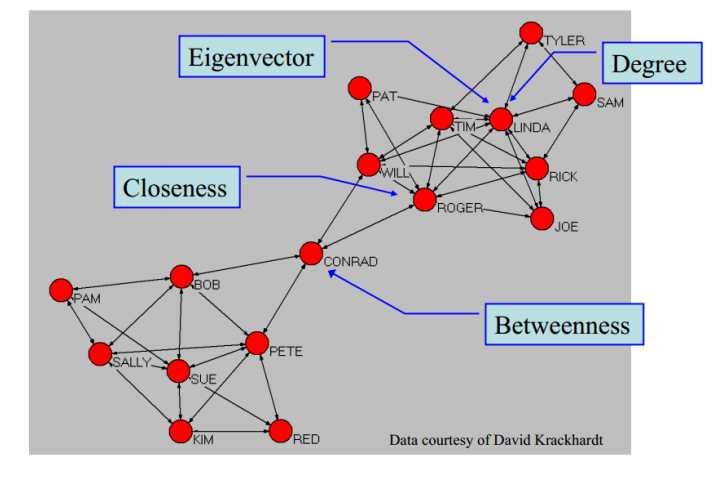 TYLER
Eigenvector
Degree
PAT
SAM
TIM
LINDA
WILL
RICK
Closeness
ROGER
JOE
CONRAD
BOB
PAM
Betweenness
PETE
SALLY
SUE
KIM
RED
Data courtesy of David Krackhardt